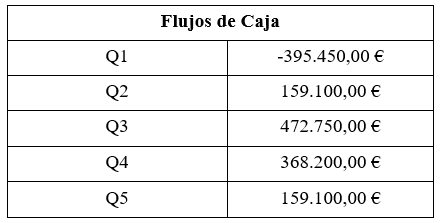 Flujos de Caja
Q1 -395.450,00 €
Q2 159.100,00 €
Q3 472.750,00 €
Q4 368.200,00 €
Q5 159.100,00 €